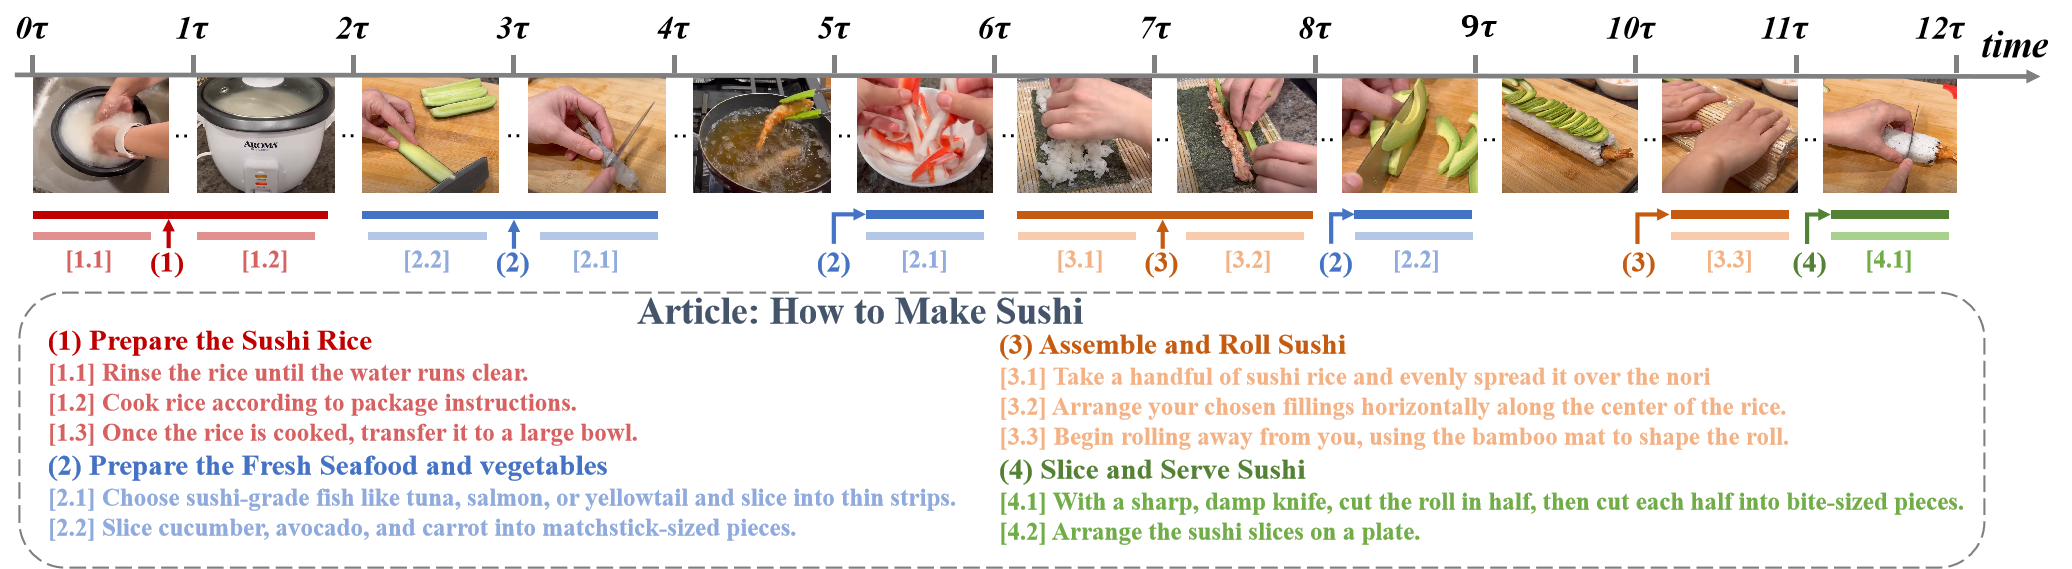 0τ 1τ 2τ 3τ 4τ 5τ 6τ 7τ 8τ 9τ 10τ 11τ 12τ time
AROMA
[1.1] (1) [1.2] [2.2] (2) [2.1] (2) [2.1] [3.1] (3) [3.2] (2) [2.2] (3) [3.3] (4) [4.1]
Article: How to Make Sushi
(1) Prepare the Sushi Rice
[1.1] Rinse the rice until the water runs clear.
[1.2] Cook rice according to package instructions.
[1.3] Once the rice is cooked, transfer it to a large bowl.
(2) Prepare the Fresh Seafood and vegetables
[2.1] Choose sushi-grade fish like tuna, salmon, or yellowtail and slice into thin strips.
[2.2] Slice cucumber, avocado, and carrot into matchstick-sized pieces.
(3) Assemble and Roll Sushi
[3.1] Take a handful of sushi rice and evenly spread it over the nori
[3.2] Arrange your chosen fillings horizontally along the center of the rice.
[3.3] Begin rolling away from you, using the bamboo mat to shape the roll.
(4) Slice and Serve Sushi
[4.1] With a sharp, damp knife, cut the roll in half, then cut each half into bite-sized pieces.
[4.2] Arrange the sushi slices on a plate.